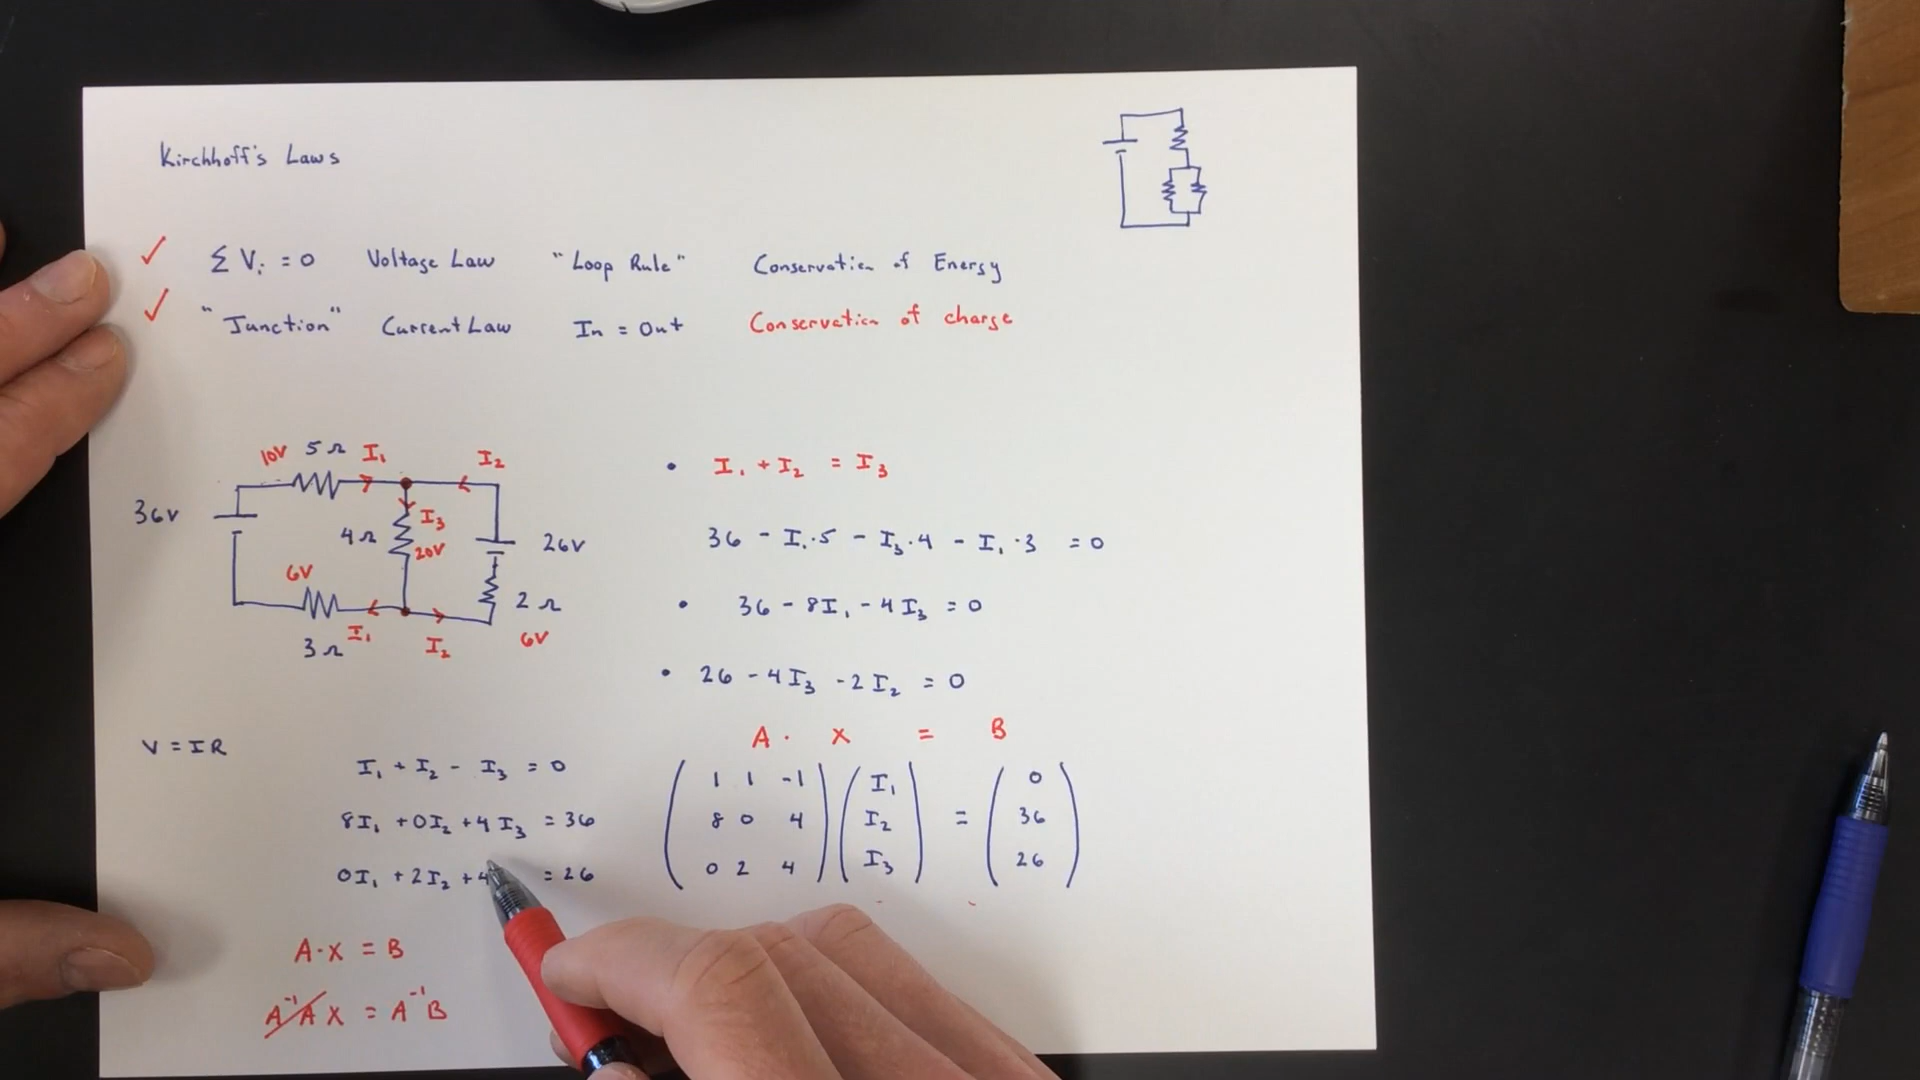 Kirchhoff's Laws
✓ Σ Vi = 0 Voltage Law "Loop Rule" Conservation of Energy
✓ "Junction" Current Law In = Out Conservation of charge
10V 5Ω I₁ I₂
36V
I₃
4Ω
20V
26V
6V
2Ω
3Ω I₁ I₂ 6V
• I₁ + I₂ = I₃
36 - I₁·5 - I₃·4 - I₁·3 = 0
• 36 - 8I₁ - 4I₃ = 0
• 26 - 4I₃ - 2I₂ = 0
V = IR
I₁ + I₂ - I₃ = 0
8I₁ + 0I₂ + 4I₃ = 36
0I₁ + 2I₂ + 4 = 26
A · X = B
1 1 -1 I₁ 0
8 0 4 I₂ = 36
0 2 4 I₃ 26
A·X = B
A⁻¹A X = A⁻¹B